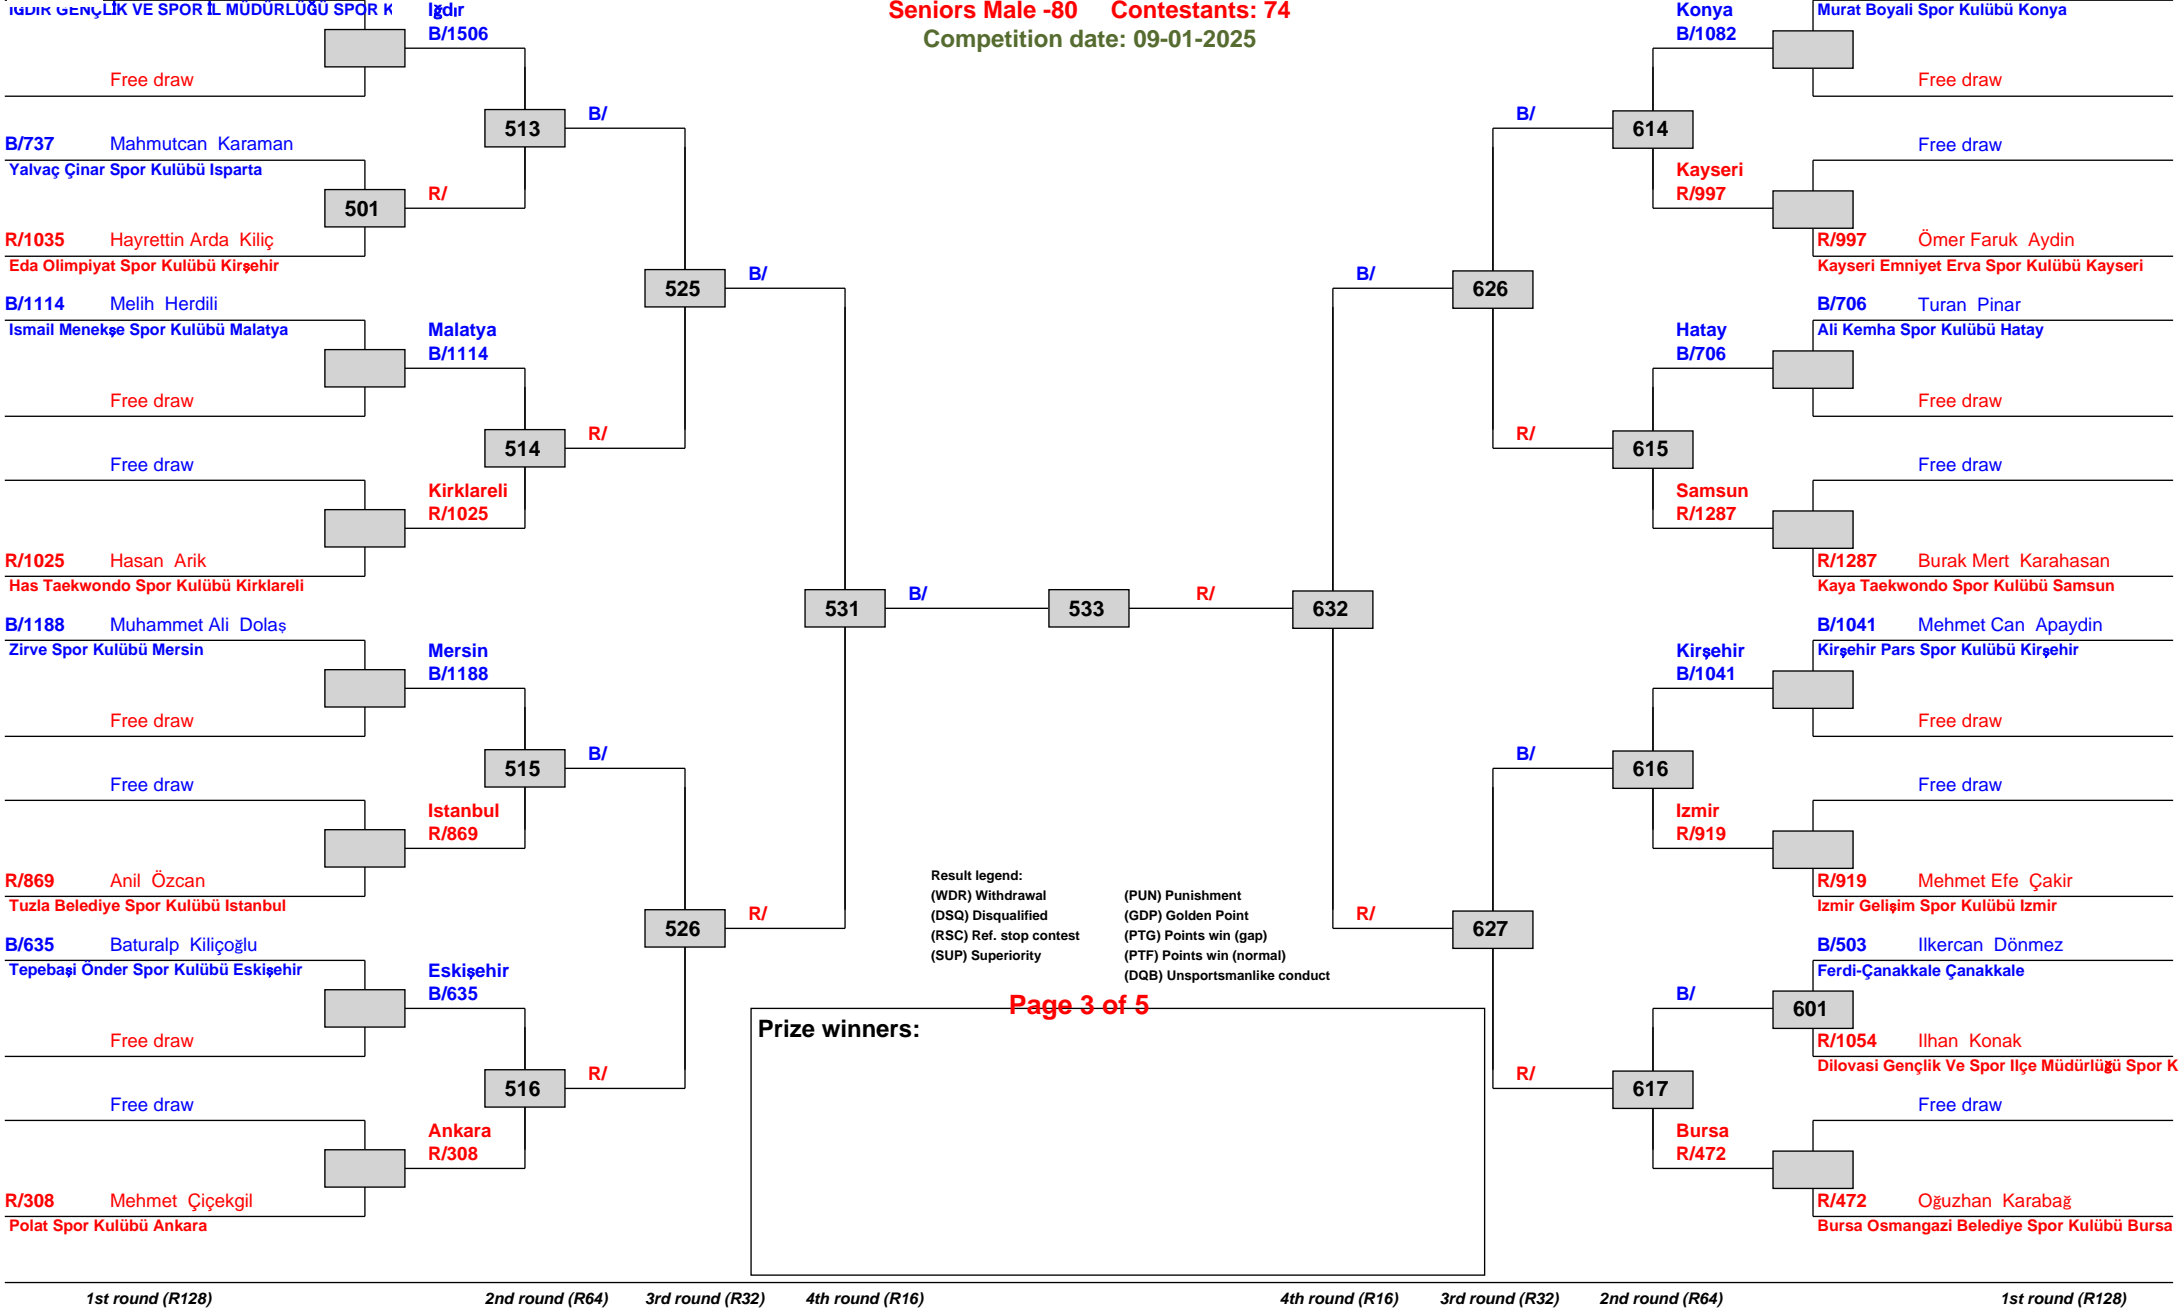 Seniors Male -80 Contestants: 74
Competition date: 09-01-2025
IĞDIR GENÇLİK VE SPOR İL MÜDÜRLÜĞÜ SPOR K
Iğdır
B/1506
Free draw
513
B/
B/737 Mahmutcan Karaman
Yalvaç Çinar Spor Kulübü Isparta
501
R/
R/1035 Hayrettin Arda Kiliç
Eda Olimpiyat Spor Kulübü Kirşehir
525
B/
B/1114 Melih Herdili
Ismail Menekşe Spor Kulübü Malatya
Malatya
B/1114
Free draw
514
R/
Free draw
Kirklareli
R/1025
R/1025 Hasan Arik
Has Taekwondo Spor Kulübü Kirklareli
531
B/
533
R/
632
B/1188 Muhammet Ali Dolaş
Zirve Spor Kulübü Mersin
Mersin
B/1188
Free draw
515
B/
Free draw
Istanbul
R/869
R/869 Anil Özcan
Tuzla Belediye Spor Kulübü Istanbul
526
R/
B/635 Baturalp Kiliçoğlu
Tepebaşi Önder Spor Kulübü Eskişehir
Eskişehir
B/635
Free draw
516
R/
Free draw
Ankara
R/308
R/308 Mehmet Çiçekgil
Polat Spor Kulübü Ankara
Konya
B/1082
Murat Boyali Spor Kulübü Konya
Free draw
B/
614
Free draw
Kayseri
R/997
R/997 Ömer Faruk Aydin
Kayseri Emniyet Erva Spor Kulübü Kayseri
B/
626
B/706 Turan Pinar
Ali Kemha Spor Kulübü Hatay
Hatay
B/706
Free draw
R/
615
Free draw
Samsun
R/1287
R/1287 Burak Mert Karahasan
Kaya Taekwondo Spor Kulübü Samsun
B/1041 Mehmet Can Apaydin
Kirşehir Pars Spor Kulübü Kirşehir
Kirşehir
B/1041
Free draw
B/
616
Free draw
Izmir
R/919
R/919 Mehmet Efe Çakir
Izmir Gelişim Spor Kulübü Izmir
R/
627
B/503 Ilkercan Dönmez
Ferdi-Çanakkale Çanakkale
B/
601
R/1054 Ilhan Konak
Dilovasi Gençlik Ve Spor Ilçe Müdürlüğü Spor K
R/
617
Free draw
Bursa
R/472
R/472 Oğuzhan Karabağ
Bursa Osmangazi Belediye Spor Kulübü Bursa
Result legend:
(WDR) Withdrawal (PUN) Punishment
(DSQ) Disqualified (GDP) Golden Point
(RSC) Ref. stop contest (PTG) Points win (gap)
(SUP) Superiority (PTF) Points win (normal)
(DQB) Unsportsmanlike conduct
Page 3 of 5
Prize winners:
1st round (R128) 2nd round (R64) 3rd round (R32) 4th round (R16) 4th round (R16) 3rd round (R32) 2nd round (R64) 1st round (R128)